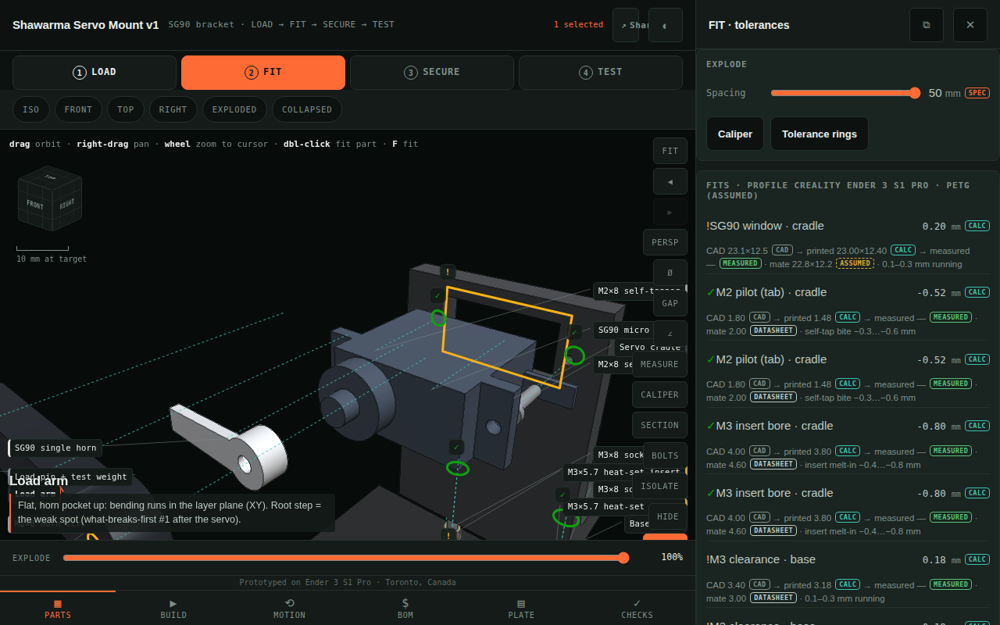 Shawarma Servo Mount v1
SG90 bracket · LOAD → FIT → SECURE → TEST
1 selected
↗ Shar
1 LOAD
2 FIT
3 SECURE
4 TEST
ISO
FRONT
TOP
RIGHT
EXPLODED
COLLAPSED
drag orbit · right-drag pan · wheel zoom to cursor · dbl-click fit part · F fit
TOP
FRONT
RIGHT
10 mm at target
FIT
◀
▶
PERSP
Ø
GAP
∠
MEASURE
CALIPER
SECTION
BOLTS
ISOLATE
HIDE
M2×8 self-tapper
SG90 micro
Servo cradle
M2×8 se
M3×8 sock
M3×5.7 heat-set insert
M3×8 so
M3×5.7 heat-set
Base
SG90 single horn
Load pin + test weight
Load arm
Load arm
Flat, horn pocket up: bending runs in the layer plane (XY). Root step =
the weak spot (what-breaks-first #1 after the servo).
EXPLODE
100%
Prototyped on Ender 3 S1 Pro · Toronto, Canada
PARTS
BUILD
MOTION
BOM
PLATE
CHECKS
FIT · tolerances
EXPLODE
Spacing
50 mm SPEC
Caliper
Tolerance rings
FITS · PROFILE CREALITY ENDER 3 S1 PRO · PETG
(ASSUMED)
!SG90 window · cradle
0.20 mm CALC
CAD 23.1×12.5 CAD → printed 23.00×12.40 CALC → measured
— MEASURED · mate 22.8×12.2 ASSUMED · 0.1–0.3 mm running
✓M2 pilot (tab) · cradle
-0.52 mm CALC
CAD 1.80 CAD → printed 1.48 CALC → measured — MEASURED ·
mate 2.00 DATASHEET · self-tap bite −0.3…−0.6 mm
✓M2 pilot (tab) · cradle
-0.52 mm CALC
CAD 1.80 CAD → printed 1.48 CALC → measured — MEASURED ·
mate 2.00 DATASHEET · self-tap bite −0.3…−0.6 mm
✓M3 insert bore · cradle
-0.80 mm CALC
CAD 4.00 CAD → printed 3.80 CALC → measured — MEASURED ·
mate 4.60 DATASHEET · insert melt-in −0.4…−0.8 mm
✓M3 insert bore · cradle
-0.80 mm CALC
CAD 4.00 CAD → printed 3.80 CALC → measured — MEASURED ·
mate 4.60 DATASHEET · insert melt-in −0.4…−0.8 mm
!M3 clearance · base
0.18 mm CALC
CAD 3.40 CAD → printed 3.18 CALC → measured — MEASURED ·
mate 3.00 DATASHEET · 0.1–0.3 mm running
!M3 clearance · base
0.18 mm CALC